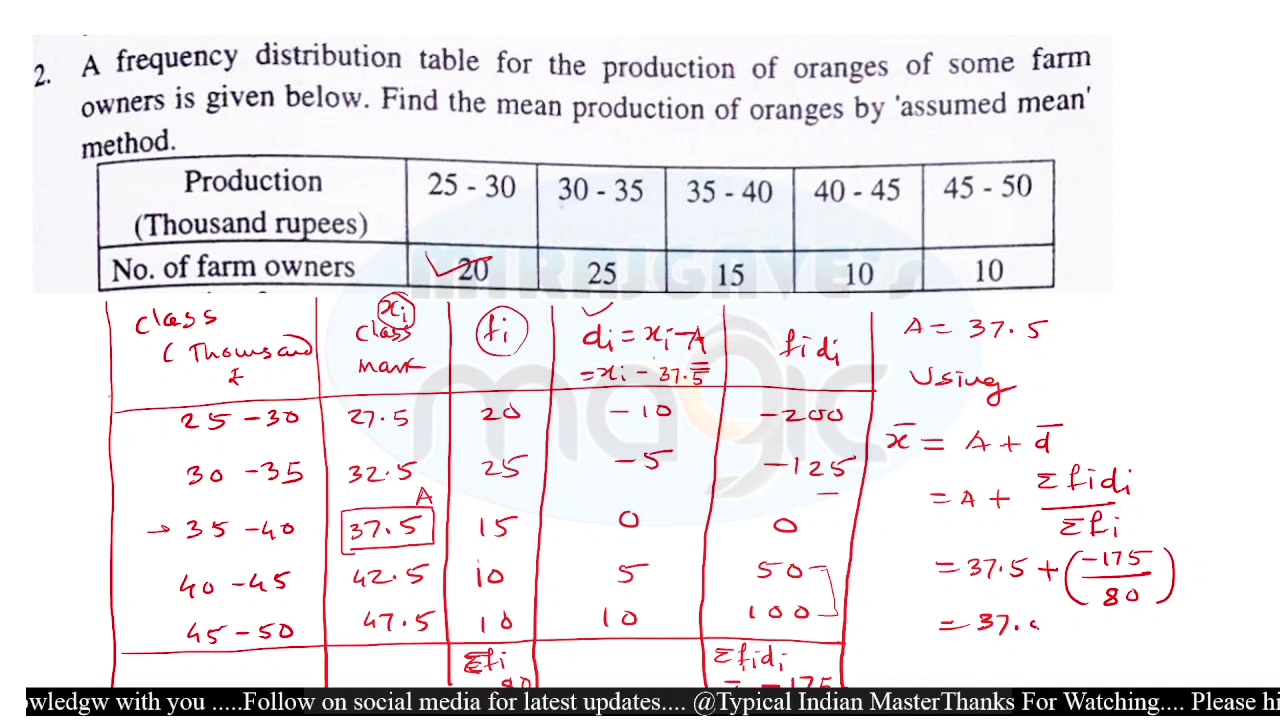 2. A frequency distribution table for the production of oranges of some farm
owners is given below. Find the mean production of oranges by 'assumed mean'
method.
Production (Thousand rupees) 25 - 30 30 - 35 35 - 40 40 - 45 45 - 50
No. of farm owners 20 25 15 10 10
class (Thousand ₹ xi class mark fi di = xi - A = xi - 37.5 fidi
25 - 30 27.5 20 -10 -200
30 - 35 32.5 25 -5 -125
A
→ 35 - 40 37.5 15 0 0
40 - 45 42.5 10 5 50
45 - 50 47.5 10 10 100
Σfi 80 Σfidi = -175
A = 37.5
Using
x̄ = A + d̄
= A + Σfidi / Σfi
= 37.5 + (-175 / 80)
= 37.
magic
owledgw with you .....Follow on social media for latest updates.... @Typical Indian MasterThanks For Watching.... Please hi